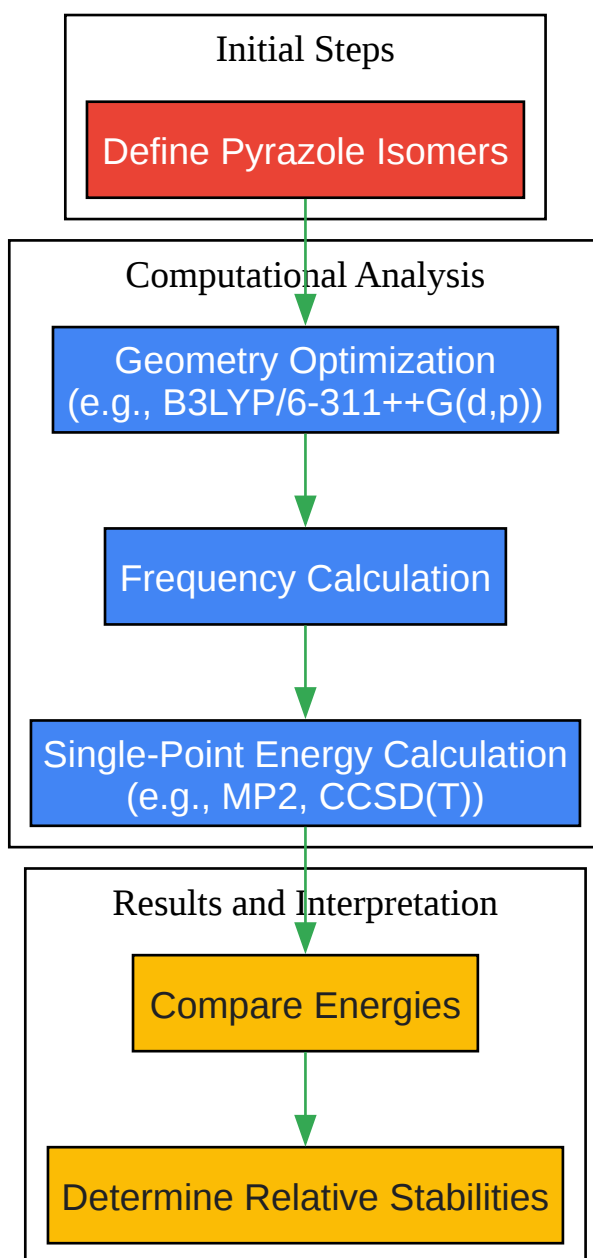 Initial Steps
Define Pyrazole Isomers
Computational Analysis
Geometry Optimization
(e.g., B3LYP/6-311++G(d,p))
Frequency Calculation
Single-Point Energy Calculation
(e.g., MP2, CCSD(T))
Results and Interpretation
Compare Energies
Determine Relative Stabilities